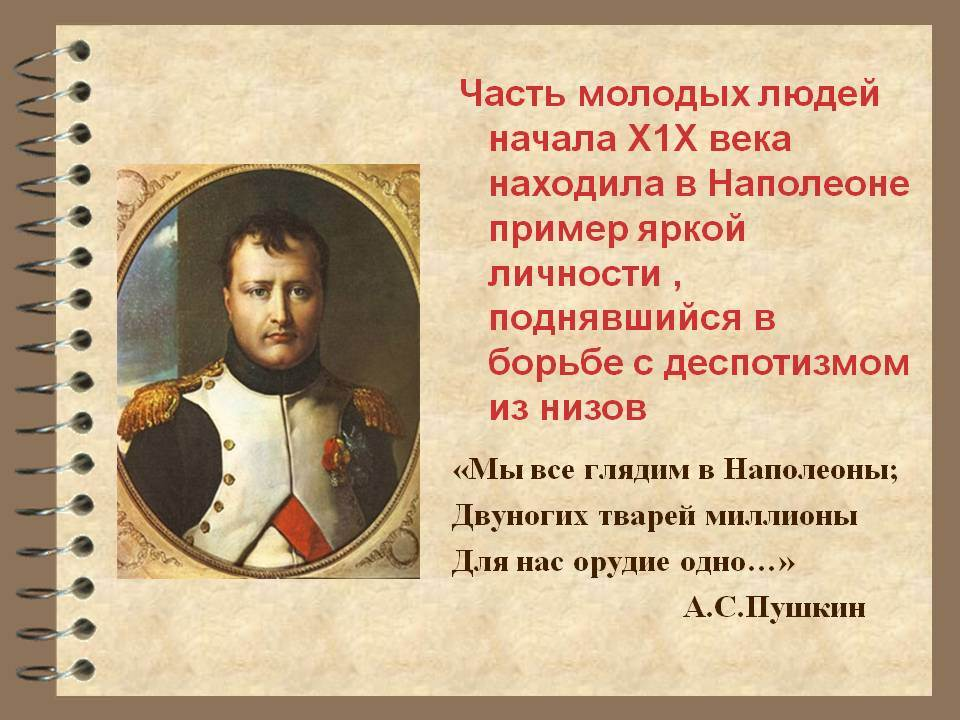 Часть молодых людей
начала Х1Х века
находила в Наполеоне
пример яркой
личности ,
поднявшийся в
борьбе с деспотизмом
из низов
«Мы все глядим в Наполеоны;
Двуногих тварей миллионы
Для нас орудие одно…»
А.С.Пушкин